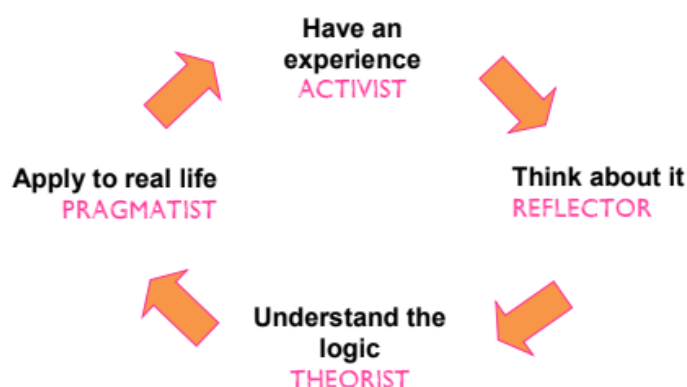 Have an
experience
ACTIVIST
Think about it
REFLECTOR
Understand the
logic
THEORIST
Apply to real life
PRAGMATIST